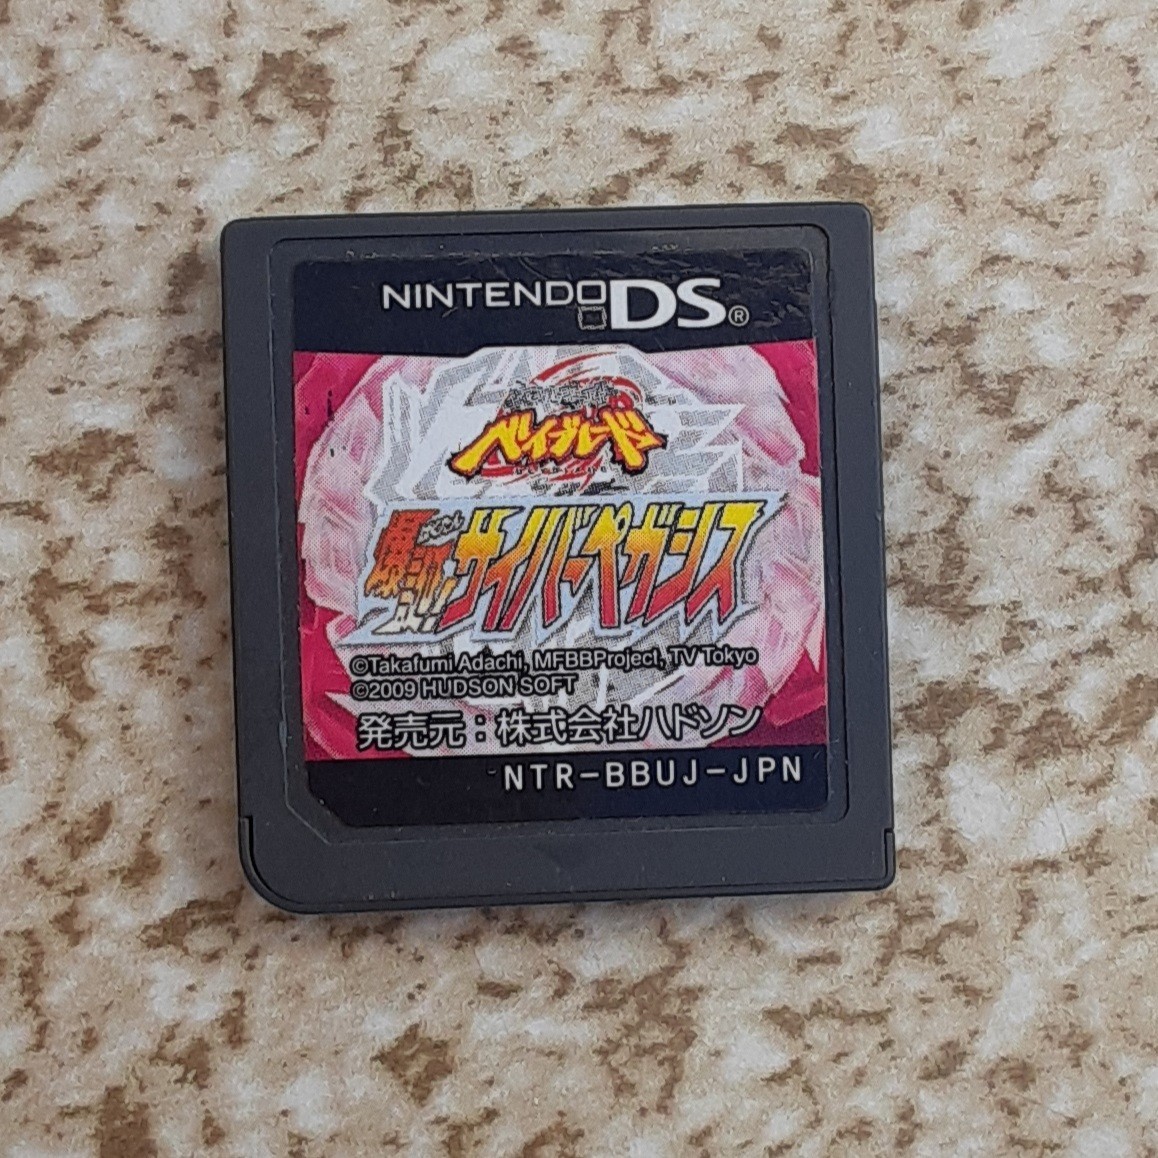 NINTENDO DS®
ベイブレード
爆誕!サイバーペガシス
©Takafumi Adachi, MFBBProject, TV Tokyo
©2009 HUDSON SOFT
発売元：株式会社ハドソン
NTR-BBUJ-JPN